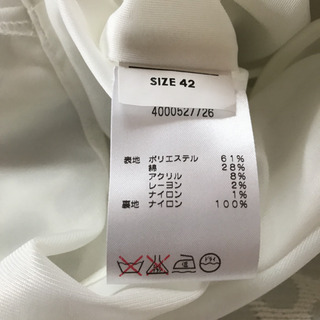 SIZE 42
4000527726
表地 ポリエステル 61%
綿 28%
アクリル 8%
レーヨン 2%
ナイロン 1%
裏地 ナイロン 100%